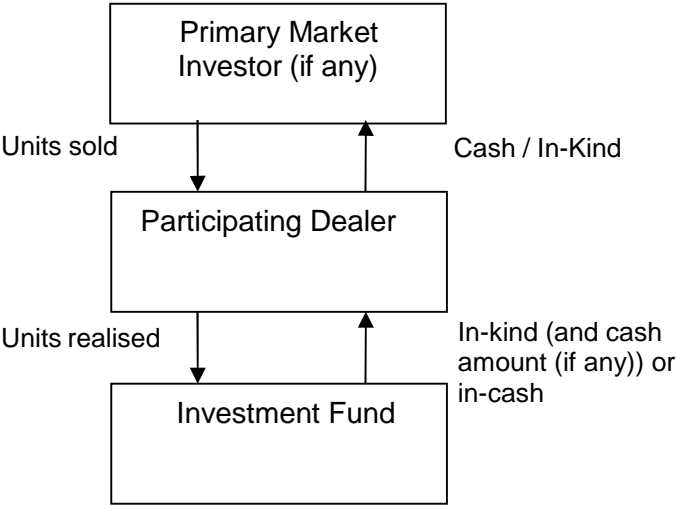 Primary Market
Investor (if any)
Units sold
Cash / In-Kind
Participating Dealer
Units realised
In-kind (and cash
amount (if any)) or
in-cash
Investment Fund